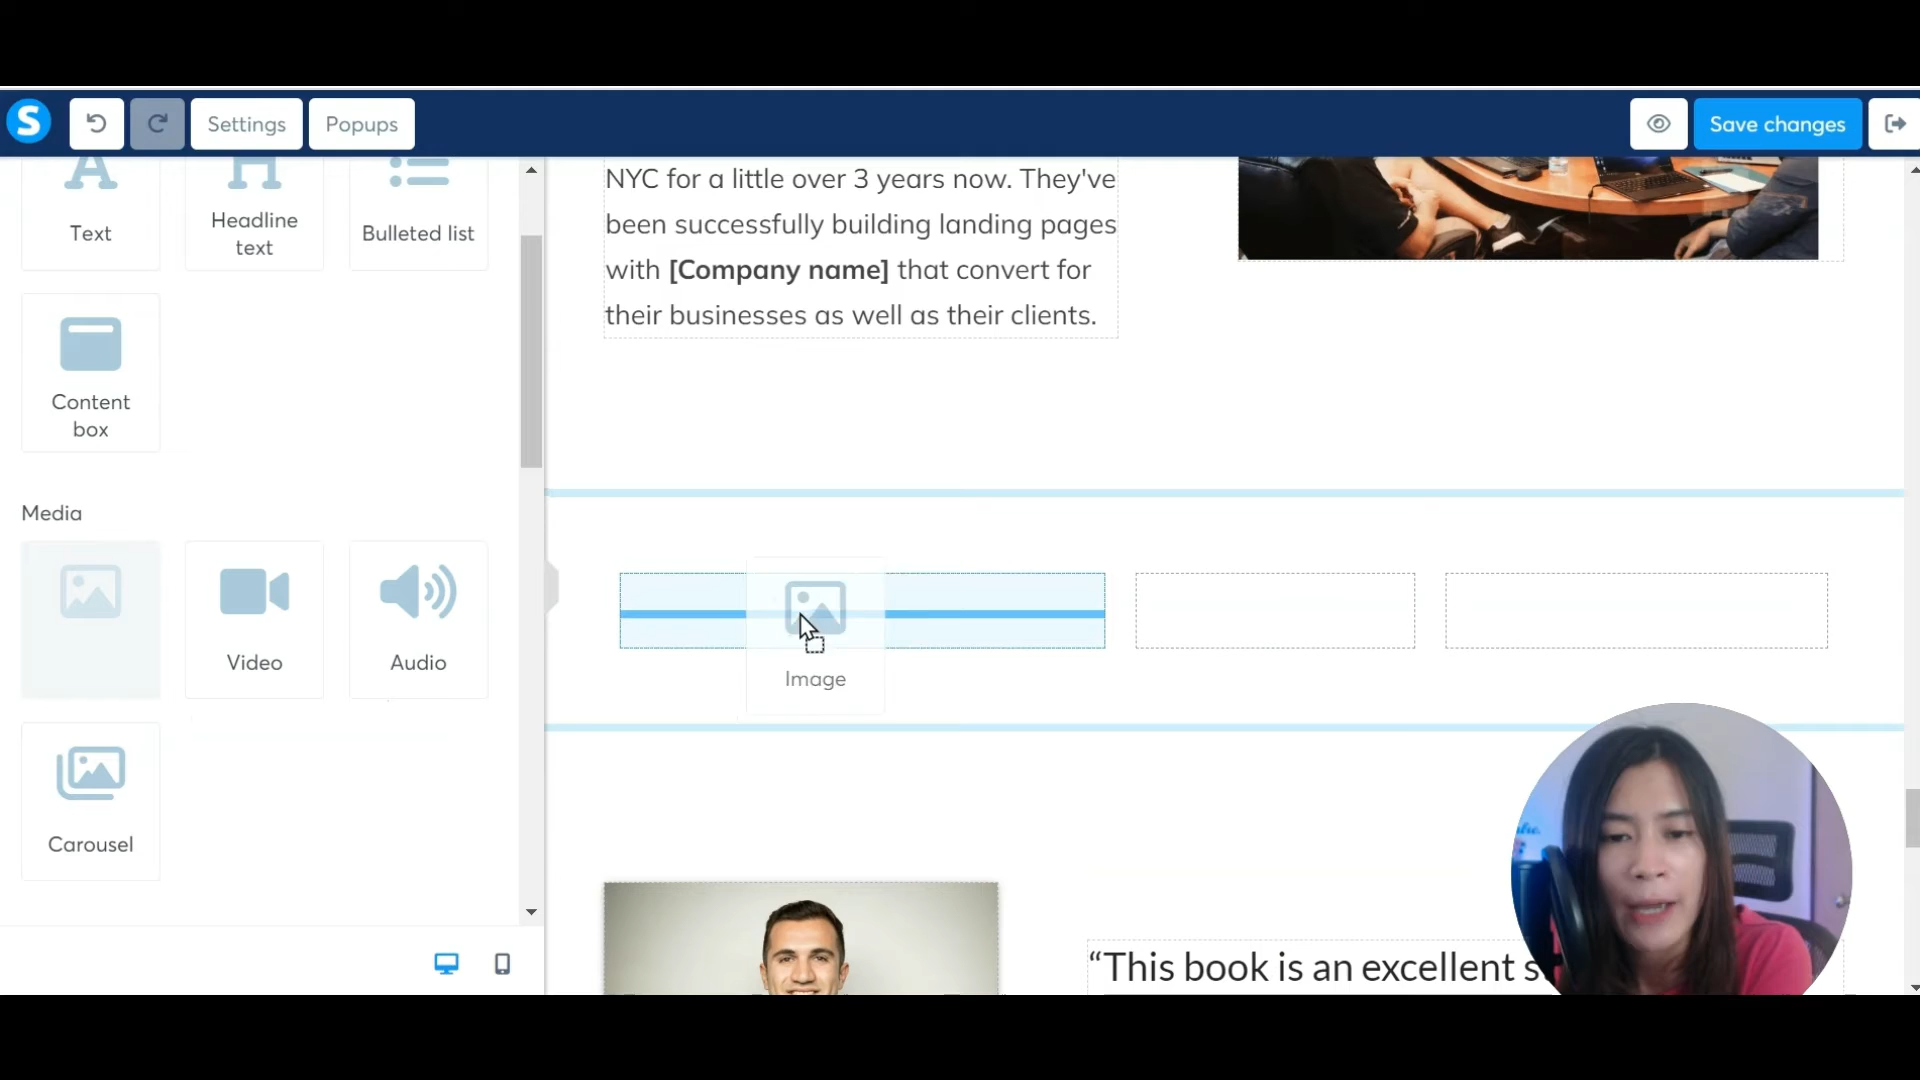 S
Settings
Popups
Save changes
Text
Headline
text
Bulleted list
Content
box
Media
Video
Audio
Carousel
NYC for a little over 3 years now. They've
been successfully building landing pages
with [Company name] that convert for
their businesses as well as their clients.
Image
“This book is an excellent s